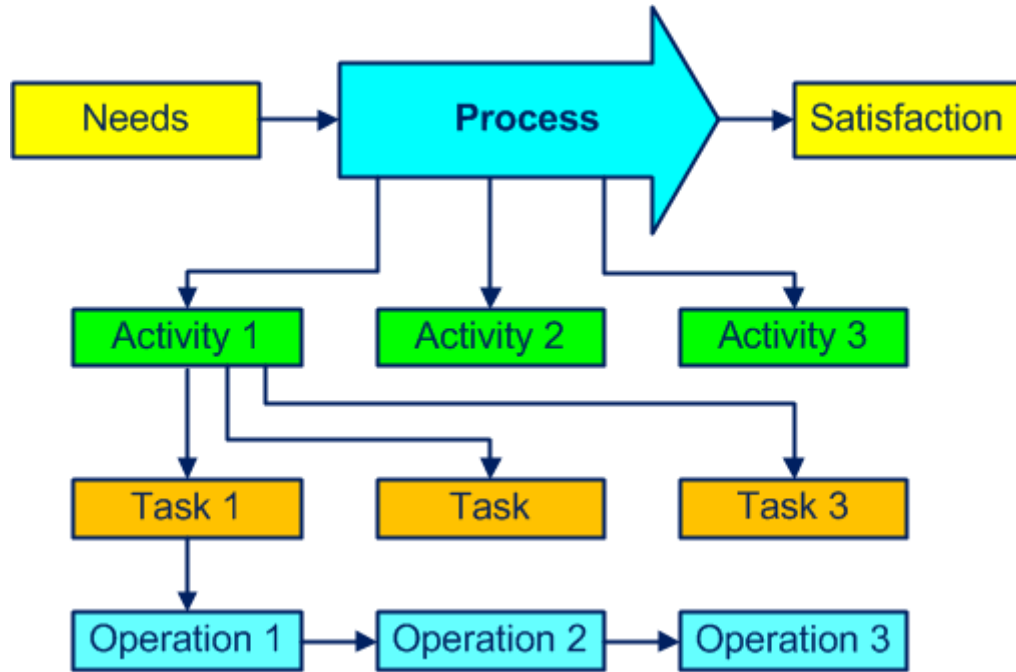 Needs
Process
Satisfaction
Activity 1
Activity 2
Activity 3
Task 1
Task
Task 3
Operation 1
Operation 2
Operation 3